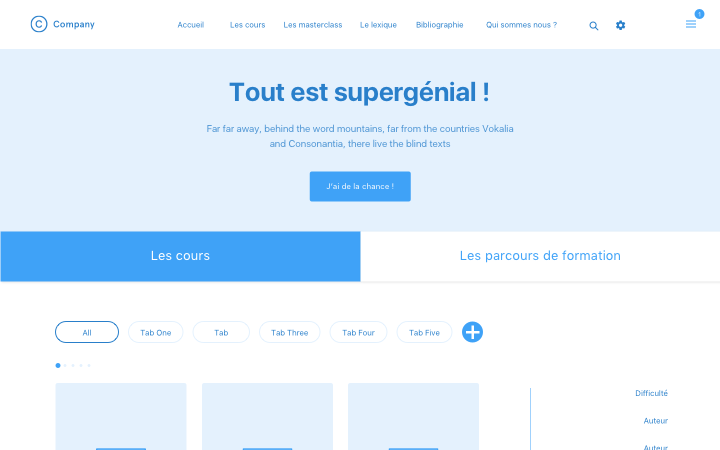 C Company
Accueil
Les cours
Les masterclass
Le lexique
Bibliographie
Qui sommes nous ?
Tout est supergénial !
Far far away, behind the word mountains, far from the countries Vokalia
and Consonantia, there live the blind texts
J'ai de la chance !
Les cours
Les parcours de formation
All
Tab One
Tab
Tab Three
Tab Four
Tab Five
Difficulté
Auteur
Auteur